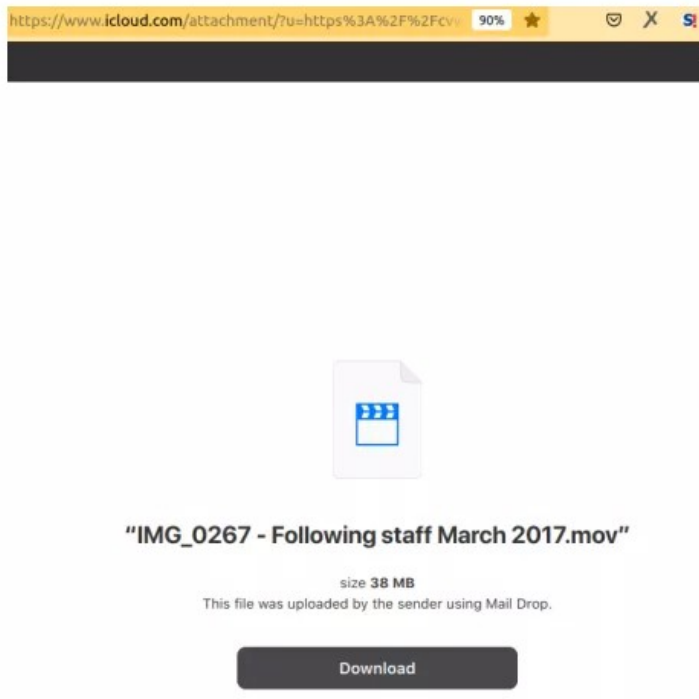 https://www.icloud.com/attachment/?u=https%3A%2F%2Fcv 90%
“IMG_0267 - Following staff March 2017.mov”
size 38 MB
This file was uploaded by the sender using Mail Drop.
Download